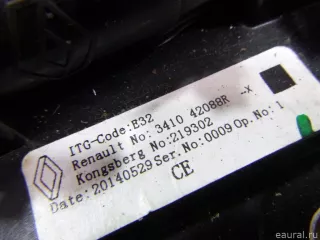 ITG-Code:E32
Renault No: 3410 42088R -X
Kongsberg No:219302
Date: 20140529 Ser. No:0009 Op. No: 1
CE
eaural.ru